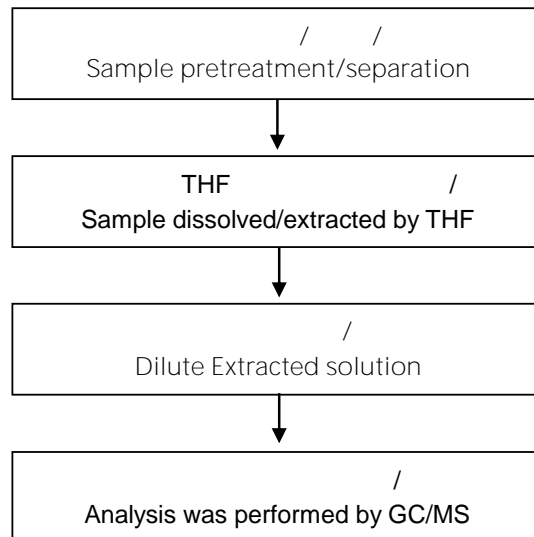 / /
Sample pretreatment/separation
THF /
Sample dissolved/extracted by THF
/
Dilute Extracted solution
/
Analysis was performed by GC/MS